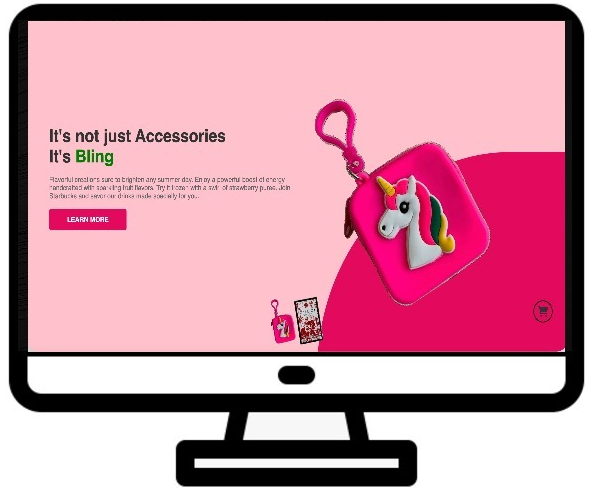 It's not just Accessories
It's Bling
Flavorful creations sure to brighten any summer day. Enjoy a powerful boost of energy
handcrafted with sparkling fruit flavors. Try it frozen with a swirl of strawberry puree. Join
Starbucks and savor our drinks made specially for you.
LEARN MORE